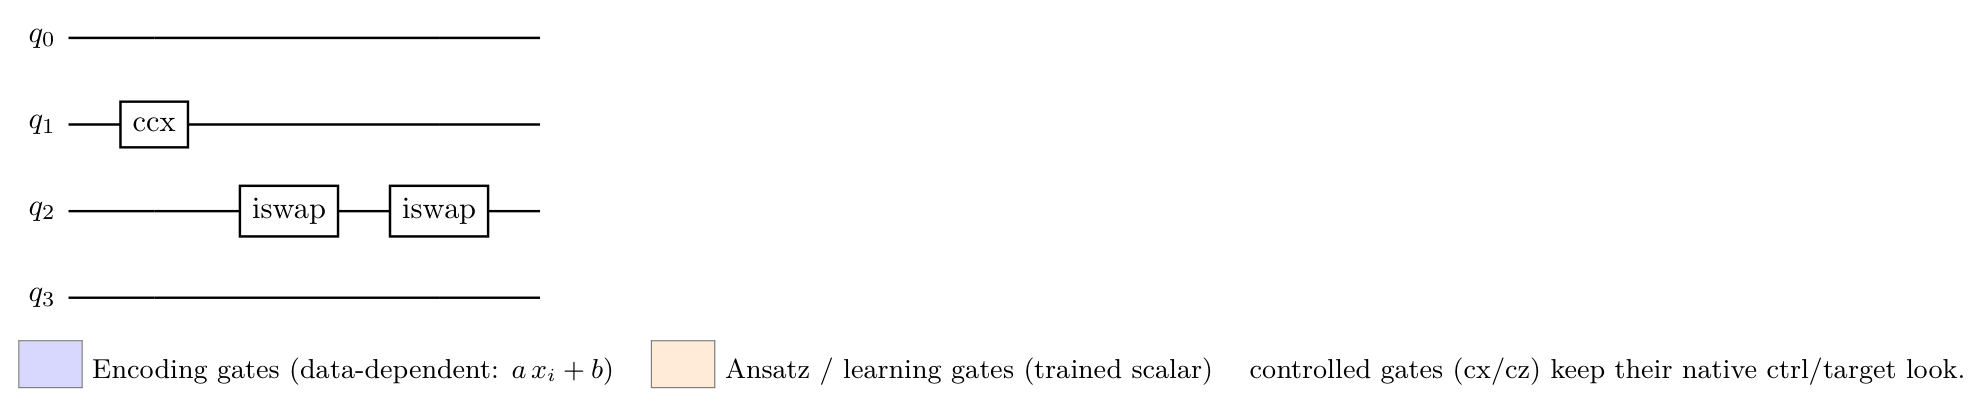 q0
q1 ccx
q2 iswap iswap
q3
Encoding gates (data-dependent: a xi + b) Ansatz / learning gates (trained scalar) controlled gates (cx/cz) keep their native ctrl/target look.